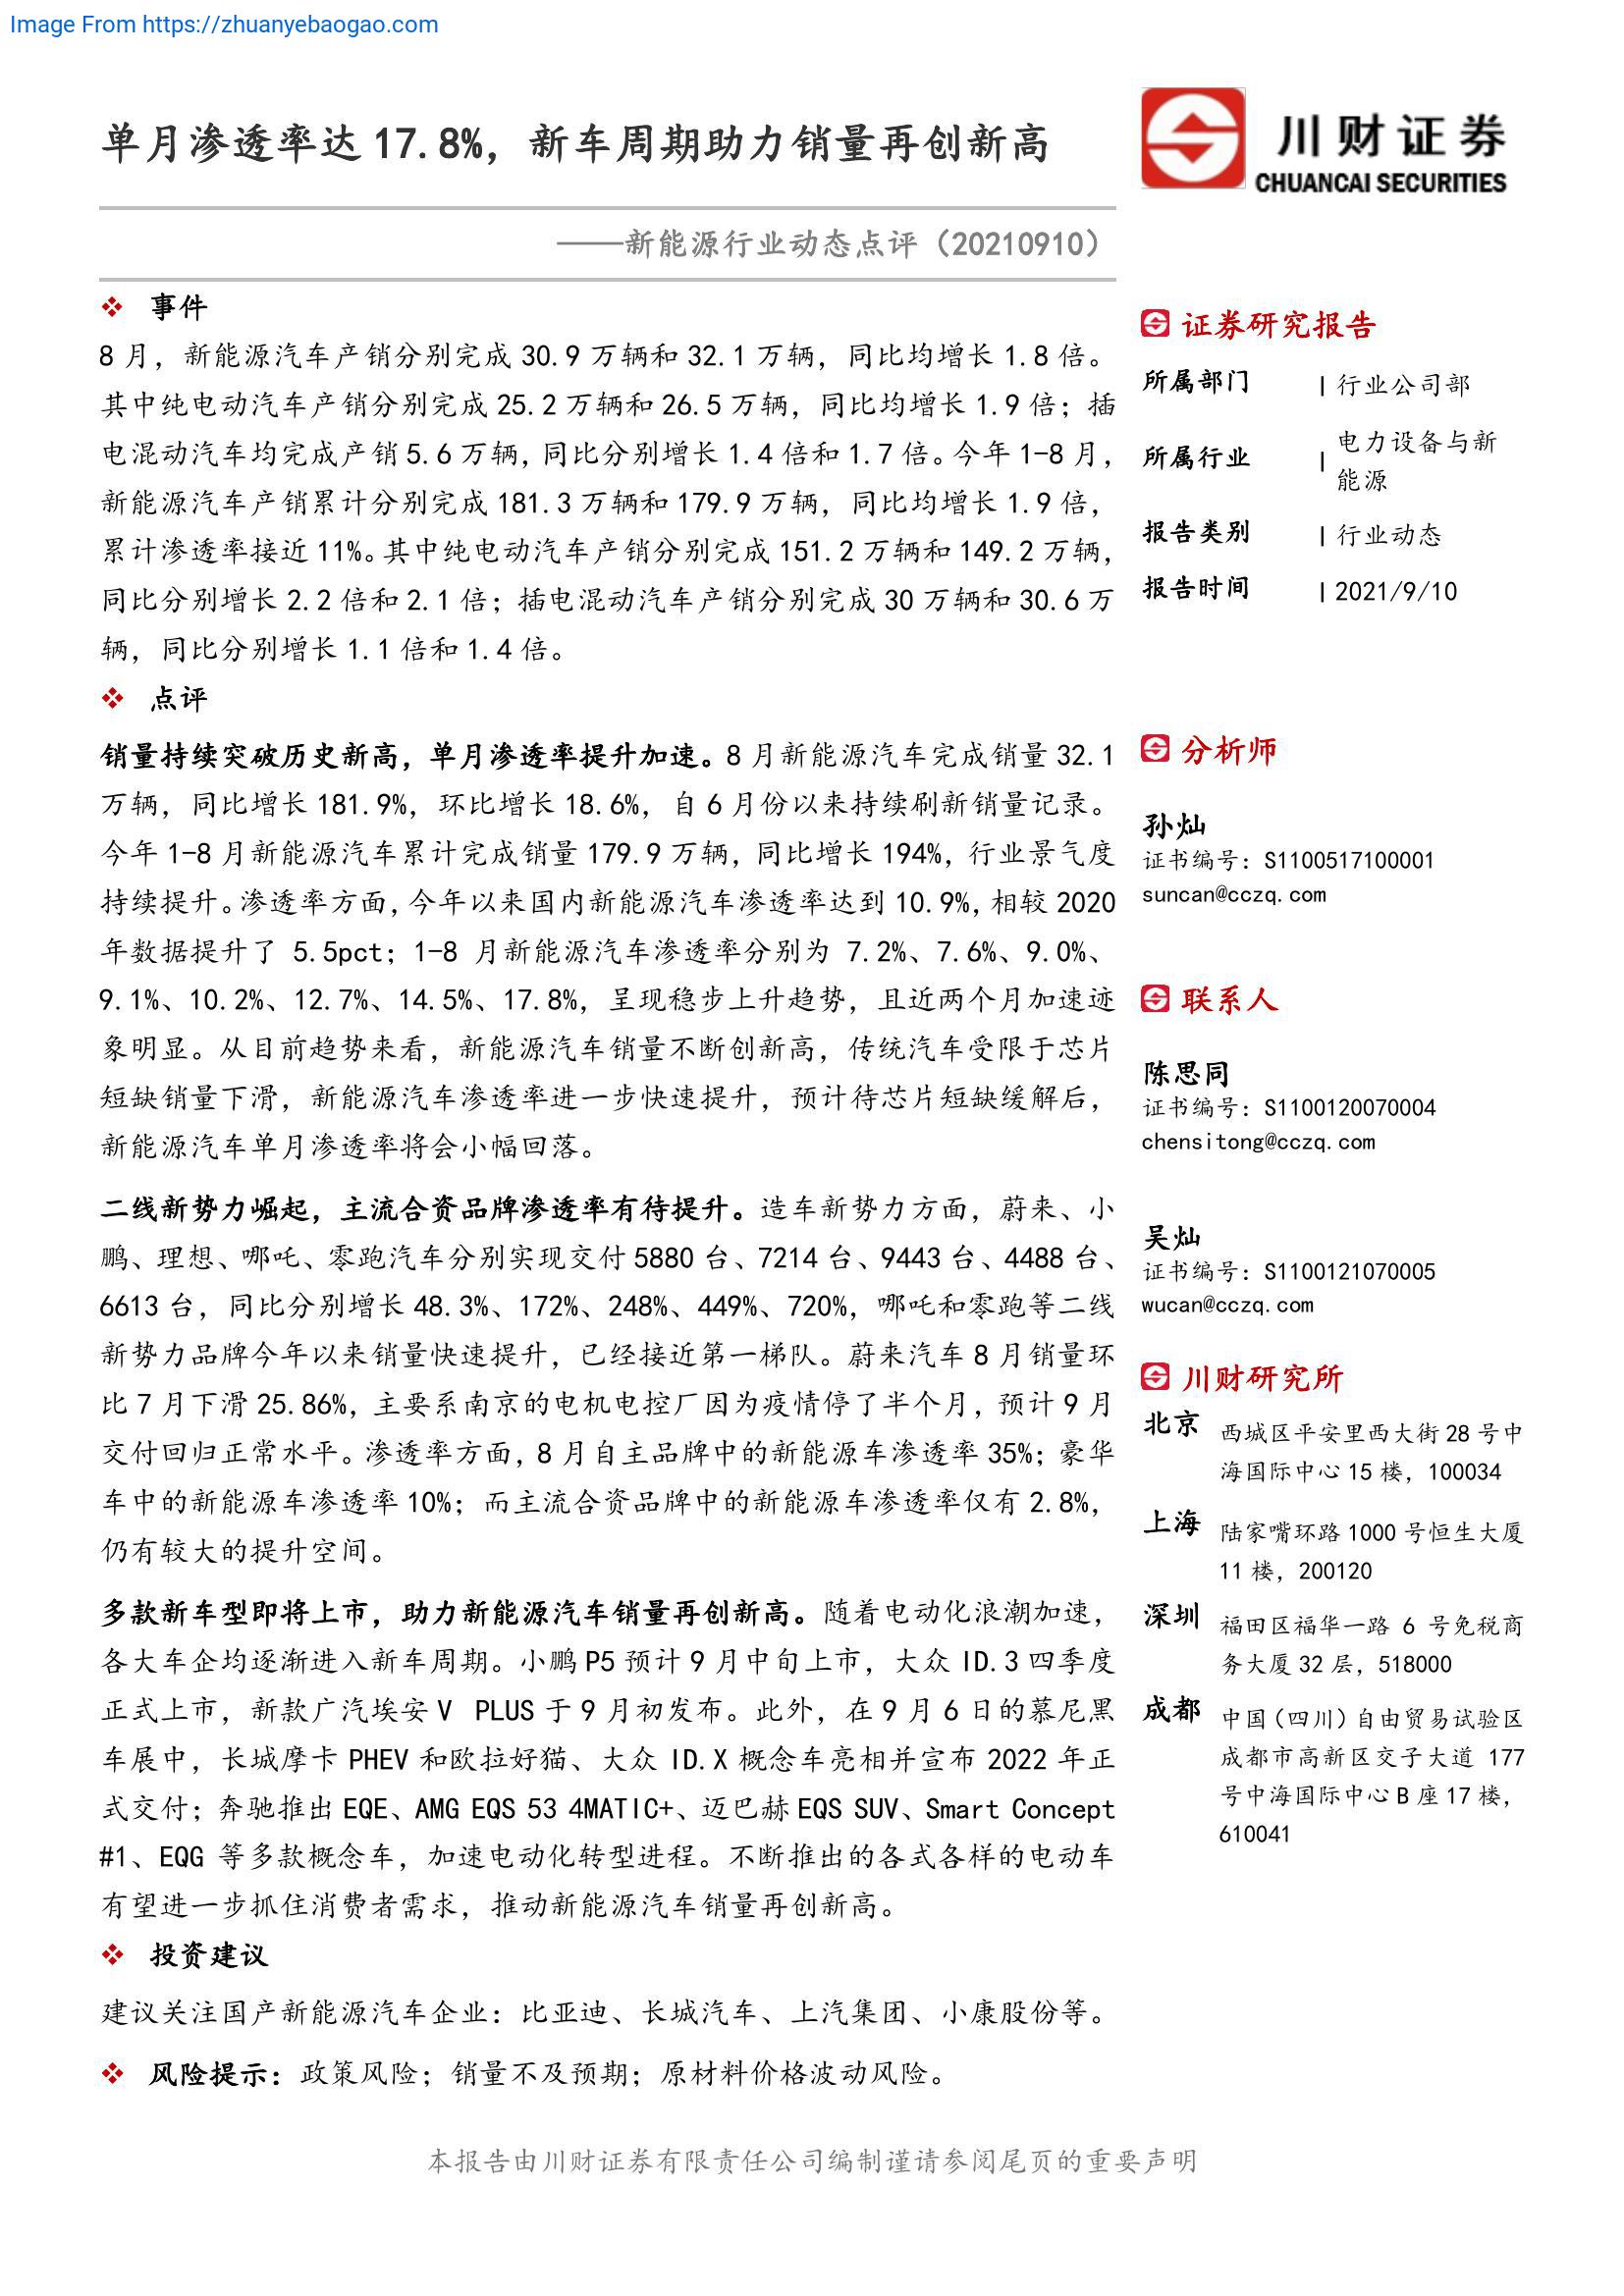 Image From https://zhuanyebaogao.com
单月渗透率达 17.8%，新车周期助力销量再创新高
川财证券
CHUANCAI SECURITIES
——新能源行业动态点评（20210910）
❖ 事件
8 月，新能源汽车产销分别完成 30.9 万辆和 32.1 万辆，同比均增长 1.8 倍。
其中纯电动汽车产销分别完成 25.2 万辆和 26.5 万辆，同比均增长 1.9 倍；插
电混动汽车均完成产销 5.6 万辆，同比分别增长 1.4 倍和 1.7 倍。今年 1-8 月，
新能源汽车产销累计分别完成 181.3 万辆和 179.9 万辆，同比均增长 1.9 倍，
累计渗透率接近 11%。其中纯电动汽车产销分别完成 151.2 万辆和 149.2 万辆，
同比分别增长 2.2 倍和 2.1 倍；插电混动汽车产销分别完成 30 万辆和 30.6 万
辆，同比分别增长 1.1 倍和 1.4 倍。
❖ 点评
销量持续突破历史新高，单月渗透率提升加速。8 月新能源汽车完成销量 32.1
万辆，同比增长 181.9%，环比增长 18.6%，自 6 月份以来持续刷新销量记录。
今年 1-8 月新能源汽车累计完成销量 179.9 万辆，同比增长 194%，行业景气度
持续提升。渗透率方面，今年以来国内新能源汽车渗透率达到 10.9%，相较 2020
年数据提升了 5.5pct；1-8 月新能源汽车渗透率分别为 7.2%、7.6%、9.0%、
9.1%、10.2%、12.7%、14.5%、17.8%，呈现稳步上升趋势，且近两个月加速迹
象明显。从目前趋势来看，新能源汽车销量不断创新高，传统汽车受限于芯片
短缺销量下滑，新能源汽车渗透率进一步快速提升，预计待芯片短缺缓解后，
新能源汽车单月渗透率将会小幅回落。
二线新势力崛起，主流合资品牌渗透率有待提升。造车新势力方面，蔚来、小
鹏、理想、哪吒、零跑汽车分别实现交付 5880 台、7214 台、9443 台、4488 台、
6613 台，同比分别增长 48.3%、172%、248%、449%、720%，哪吒和零跑等二线
新势力品牌今年以来销量快速提升，已经接近第一梯队。蔚来汽车 8 月销量环
比 7 月下滑 25.86%，主要系南京的电机电控厂因为疫情停了半个月，预计 9 月
交付回归正常水平。渗透率方面，8 月自主品牌中的新能源车渗透率 35%；豪华
车中的新能源车渗透率 10%；而主流合资品牌中的新能源车渗透率仅有 2.8%，
仍有较大的提升空间。
多款新车型即将上市，助力新能源汽车销量再创新高。随着电动化浪潮加速，
各大车企均逐渐进入新车周期。小鹏 P5 预计 9 月中旬上市，大众 ID.3 四季度
正式上市，新款广汽埃安 V PLUS 于 9 月初发布。此外，在 9 月 6 日的慕尼黑
车展中，长城摩卡 PHEV 和欧拉好猫、大众 ID.X 概念车亮相并宣布 2022 年正
式交付；奔驰推出 EQE、AMG EQS 53 4MATIC+、迈巴赫 EQS SUV、Smart Concept
#1、EQG 等多款概念车，加速电动化转型进程。不断推出的各式各样的电动车
有望进一步抓住消费者需求，推动新能源汽车销量再创新高。
❖ 投资建议
建议关注国产新能源汽车企业：比亚迪、长城汽车、上汽集团、小康股份等。
❖ 风险提示：政策风险；销量不及预期；原材料价格波动风险。
证券研究报告
所属部门 | 行业公司部
所属行业 | 电力设备与新
能源
报告类别 | 行业动态
报告时间 | 2021/9/10
分析师
孙灿
证书编号：S1100517100001
suncan@cczq.com
联系人
陈思同
证书编号：S1100120070004
chensitong@cczq.com
吴灿
证书编号：S1100121070005
wucan@cczq.com
川财研究所
北京 西城区平安里西大街 28 号中
海国际中心 15 楼，100034
上海 陆家嘴环路 1000 号恒生大厦
11 楼，200120
深圳 福田区福华一路 6 号免税商
务大厦 32 层，518000
成都 中国（四川）自由贸易试验区
成都市高新区交子大道 177
号中海国际中心 B 座 17 楼，
610041
本报告由川财证券有限责任公司编制谨请参阅尾页的重要声明